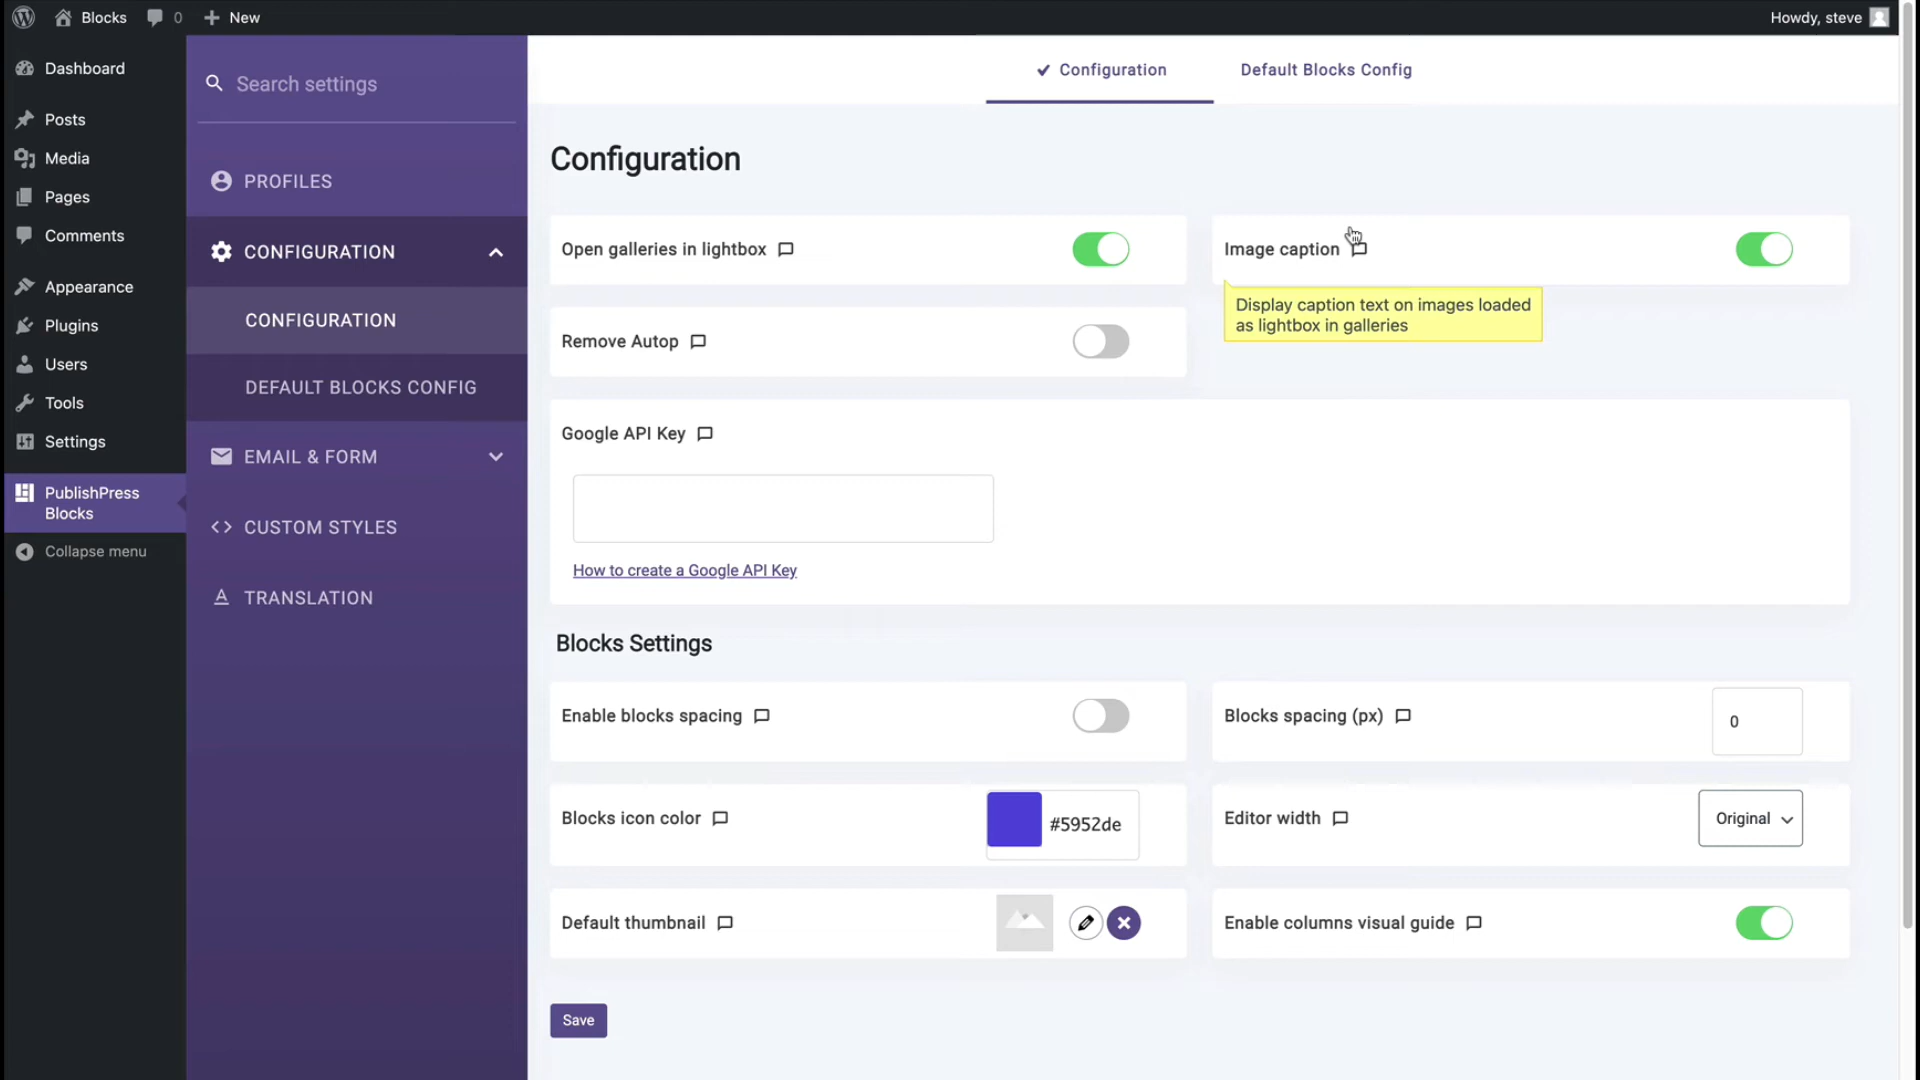 Blocks 0 New
Howdy, steve
Dashboard
Posts
Media
Pages
Comments
Appearance
Plugins
Users
Tools
Settings
PublishPress
Blocks
Collapse menu
Search settings
PROFILES
CONFIGURATION
CONFIGURATION
DEFAULT BLOCKS CONFIG
EMAIL & FORM
CUSTOM STYLES
TRANSLATION
Configuration
Default Blocks Config
Configuration
Open galleries in lightbox
Image caption
Display caption text on images loaded
as lightbox in galleries
Remove Autop
Google API Key
How to create a Google API Key
Blocks Settings
Enable blocks spacing
Blocks spacing (px)
0
Blocks icon color
#5952de
Editor width
Original
Default thumbnail
Enable columns visual guide
Save